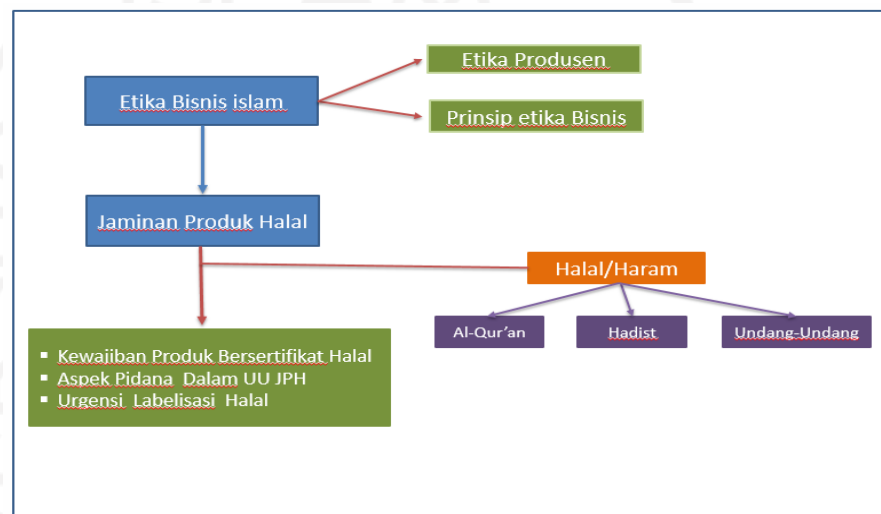 Etika Produsen
Etika Bisnis islam
Prinsip etika Bisnis
Jaminan Produk Halal
Halal/Haram
Al-Qur'an
Hadist
Undang-Undang
▪ Kewajiban Produk Bersertifikat Halal
▪ Aspek Pidana Dalam UU JPH
▪ Urgensi Labelisasi Halal